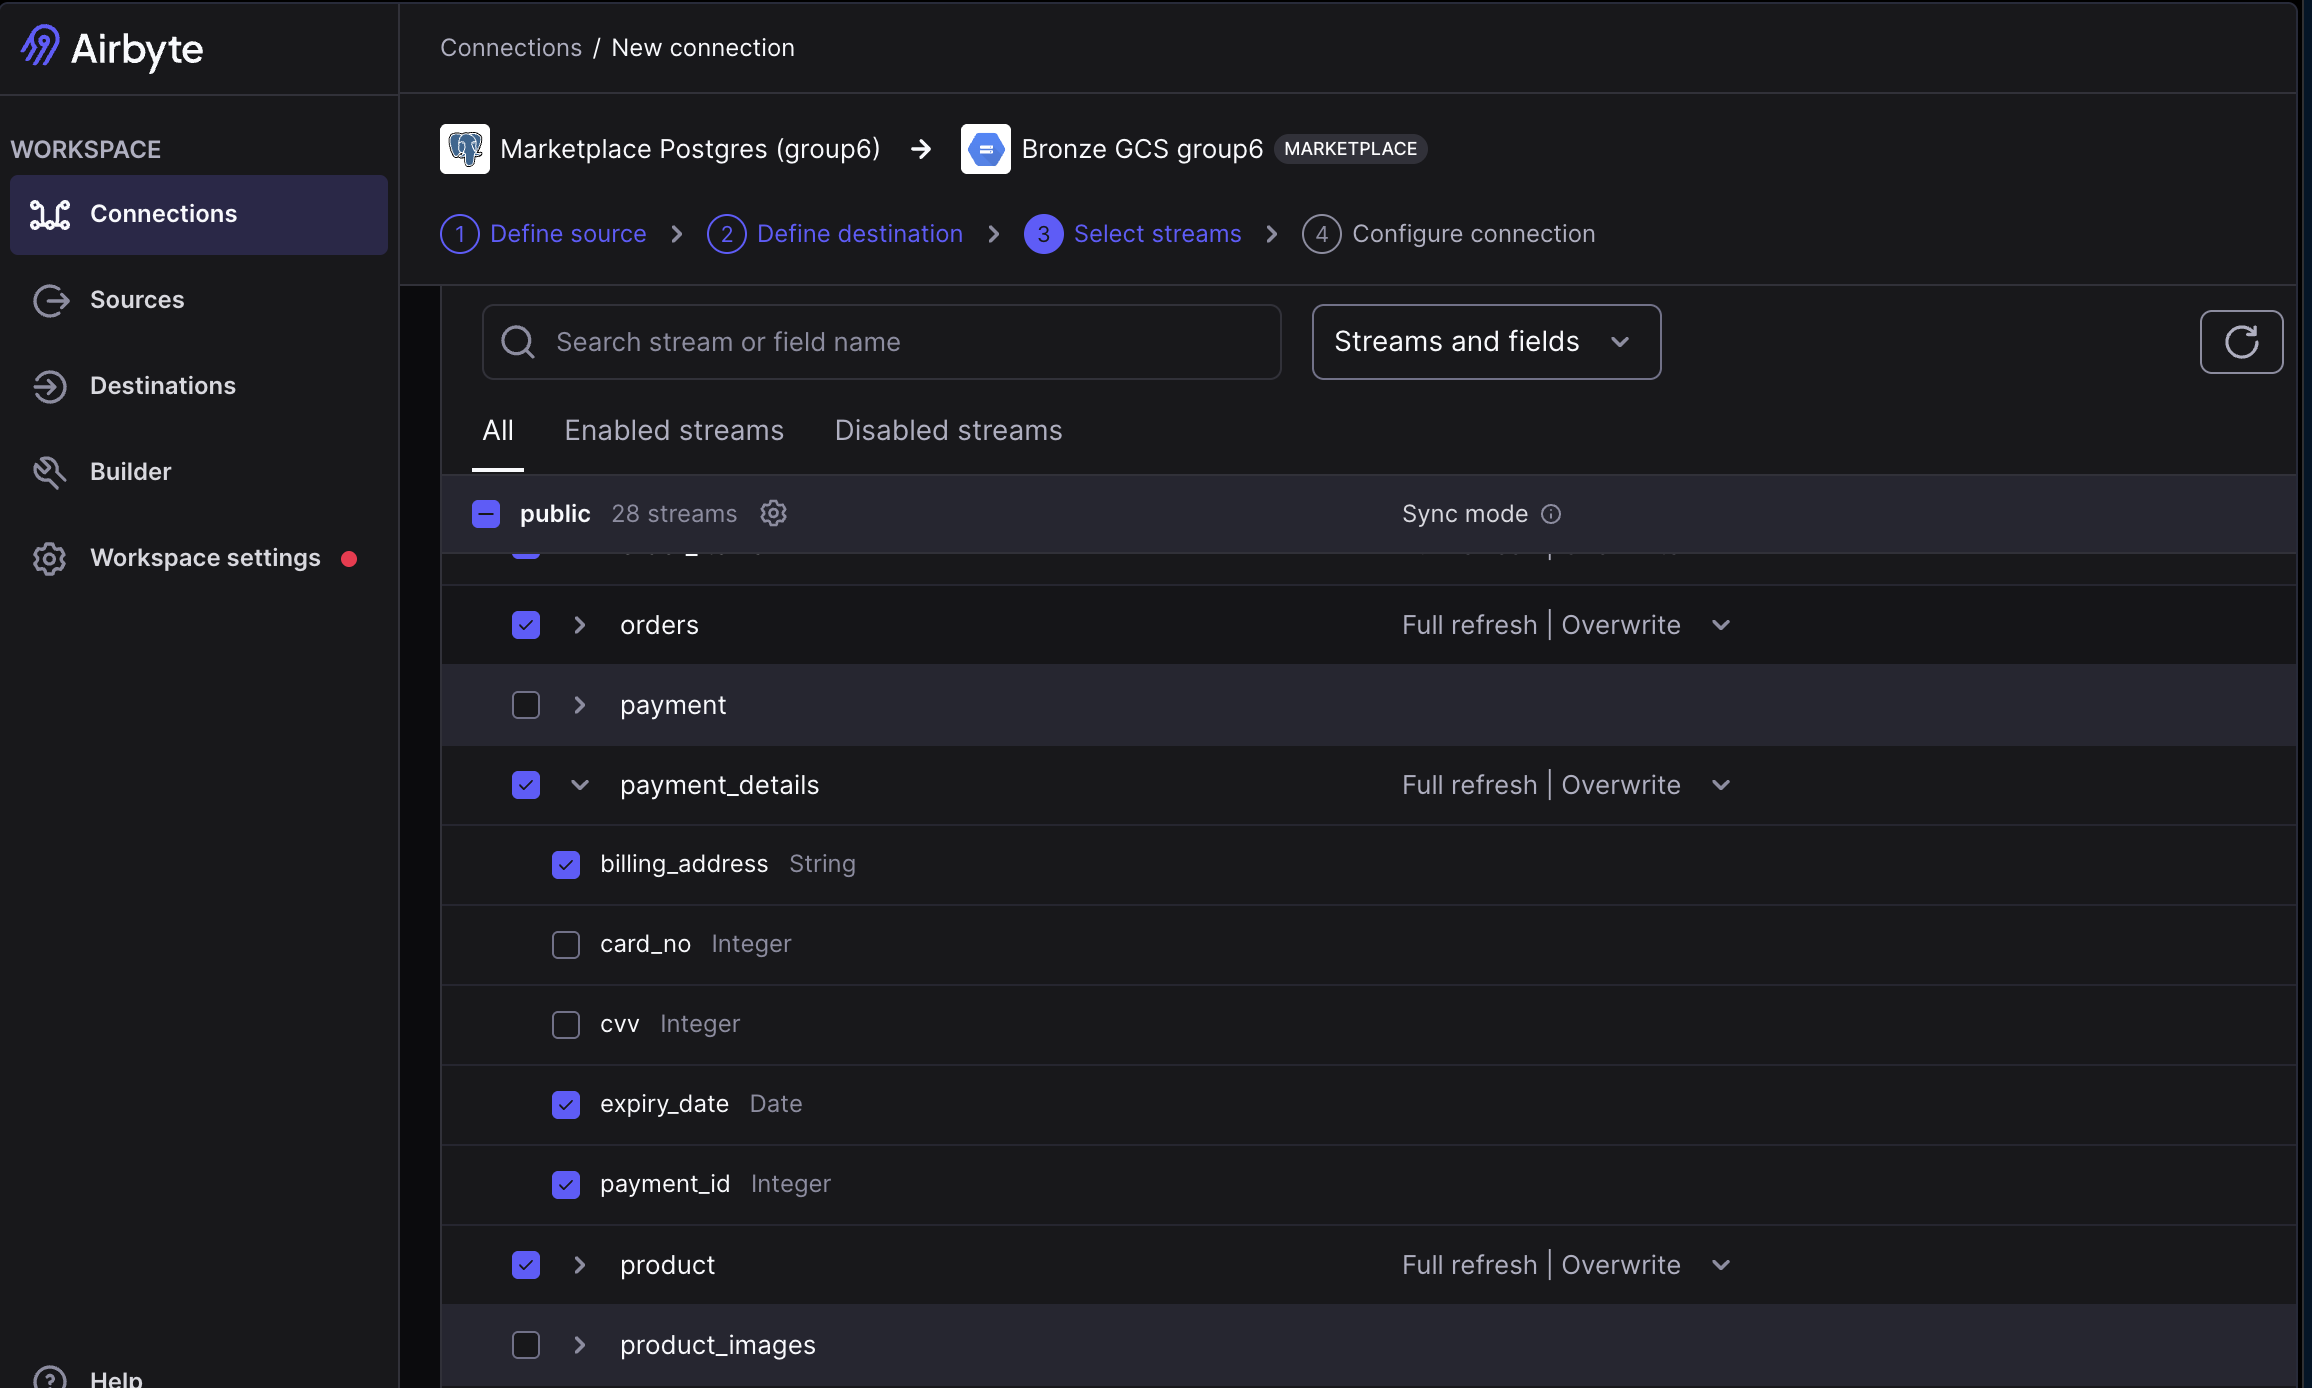 Airbyte
Connections / New connection
WORKSPACE
Marketplace Postgres (group6) → Bronze GCS group6 MARKETPLACE
Connections
1 Define source > 2 Define destination > 3 Select streams > 4 Configure connection
Sources
Search stream or field name
Streams and fields
Destinations
All Enabled streams Disabled streams
Builder
public 28 streams Sync mode
Workspace settings
orders Full refresh | Overwrite
payment
payment_details Full refresh | Overwrite
billing_address String
card_no Integer
cvv Integer
expiry_date Date
payment_id Integer
product Full refresh | Overwrite
product_images
Help